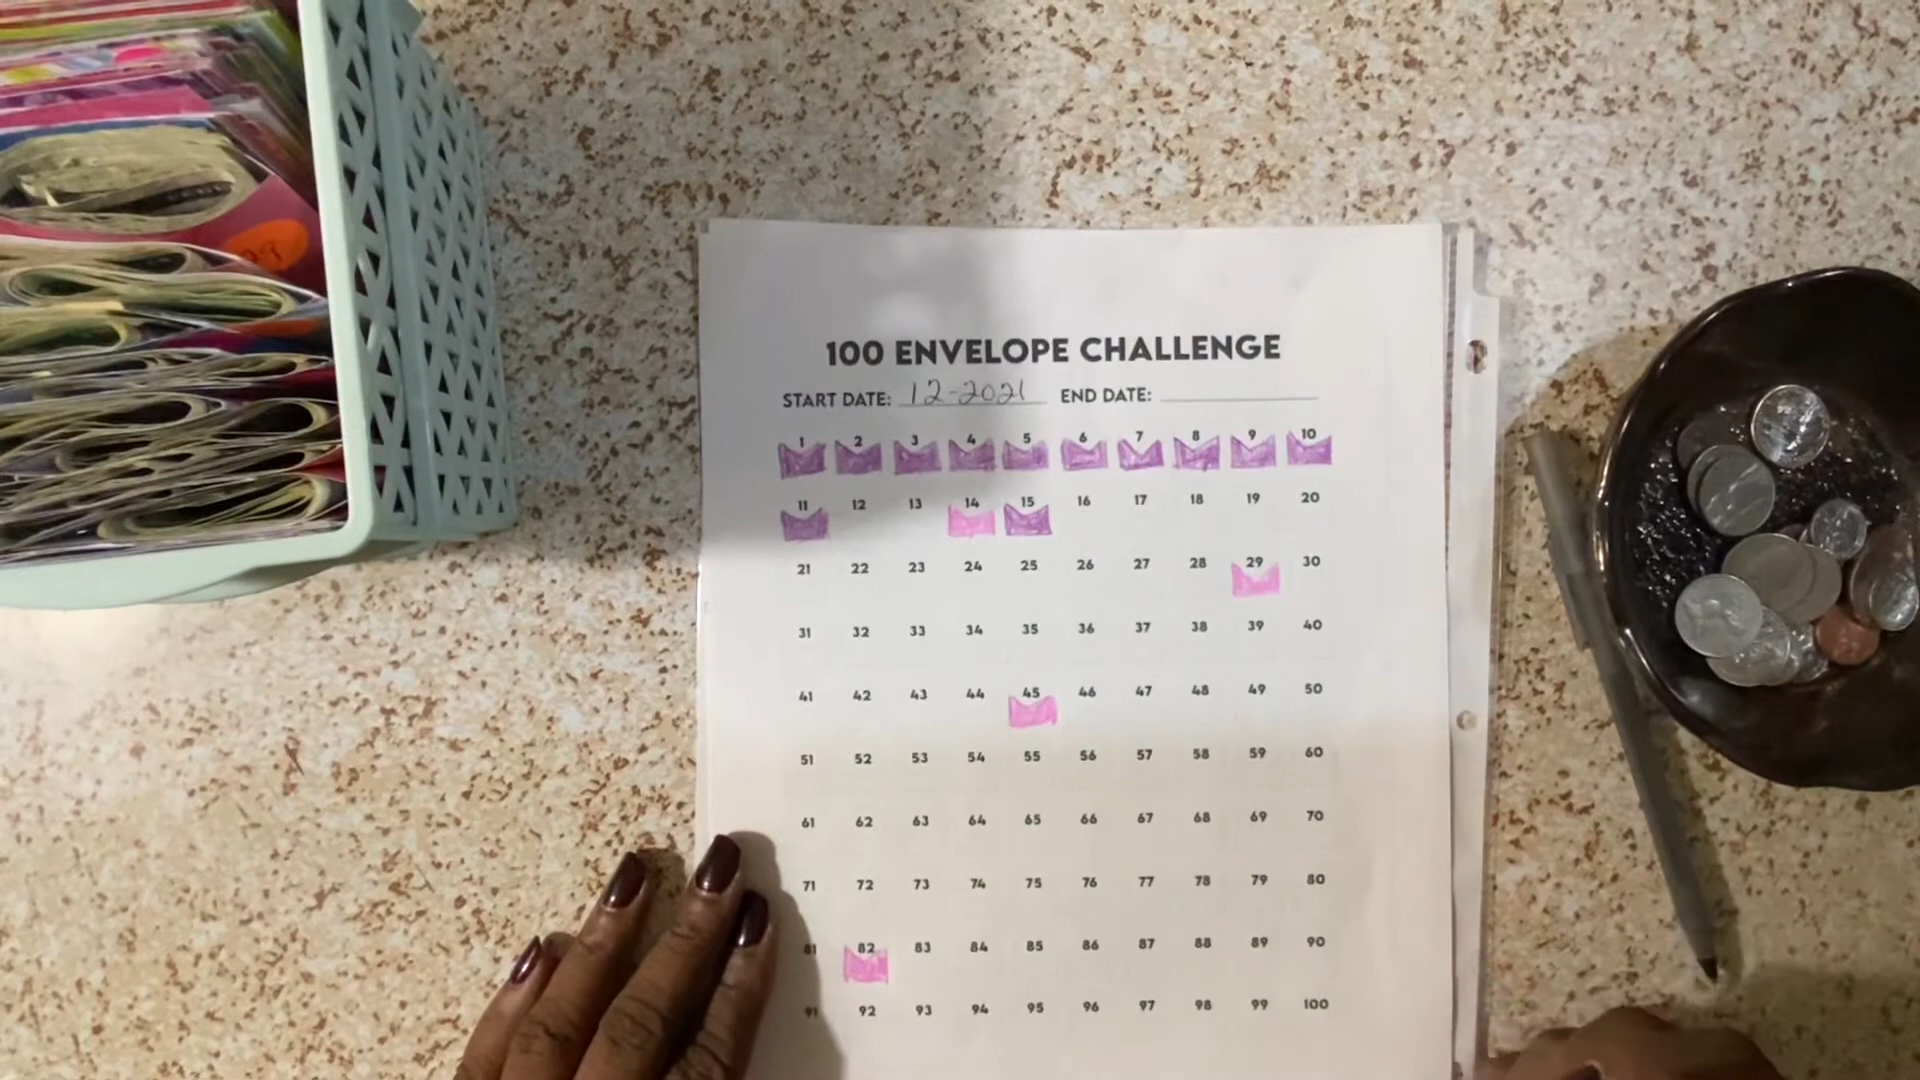 100 ENVELOPE CHALLENGE
START DATE: 12-2021 END DATE:
1 2 3 4 5 6 7 8 9 10
11 12 13 14 15 16 17 18 19 20
21 22 23 24 25 26 27 28 29 30
31 32 33 34 35 36 37 38 39 40
41 42 43 44 45 46 47 48 49 50
51 52 53 54 55 56 57 58 59 60
61 62 63 64 65 66 67 68 69 70
71 72 73 74 75 76 77 78 79 80
81 82 83 84 85 86 87 88 89 90
91 92 93 94 95 96 97 98 99 100